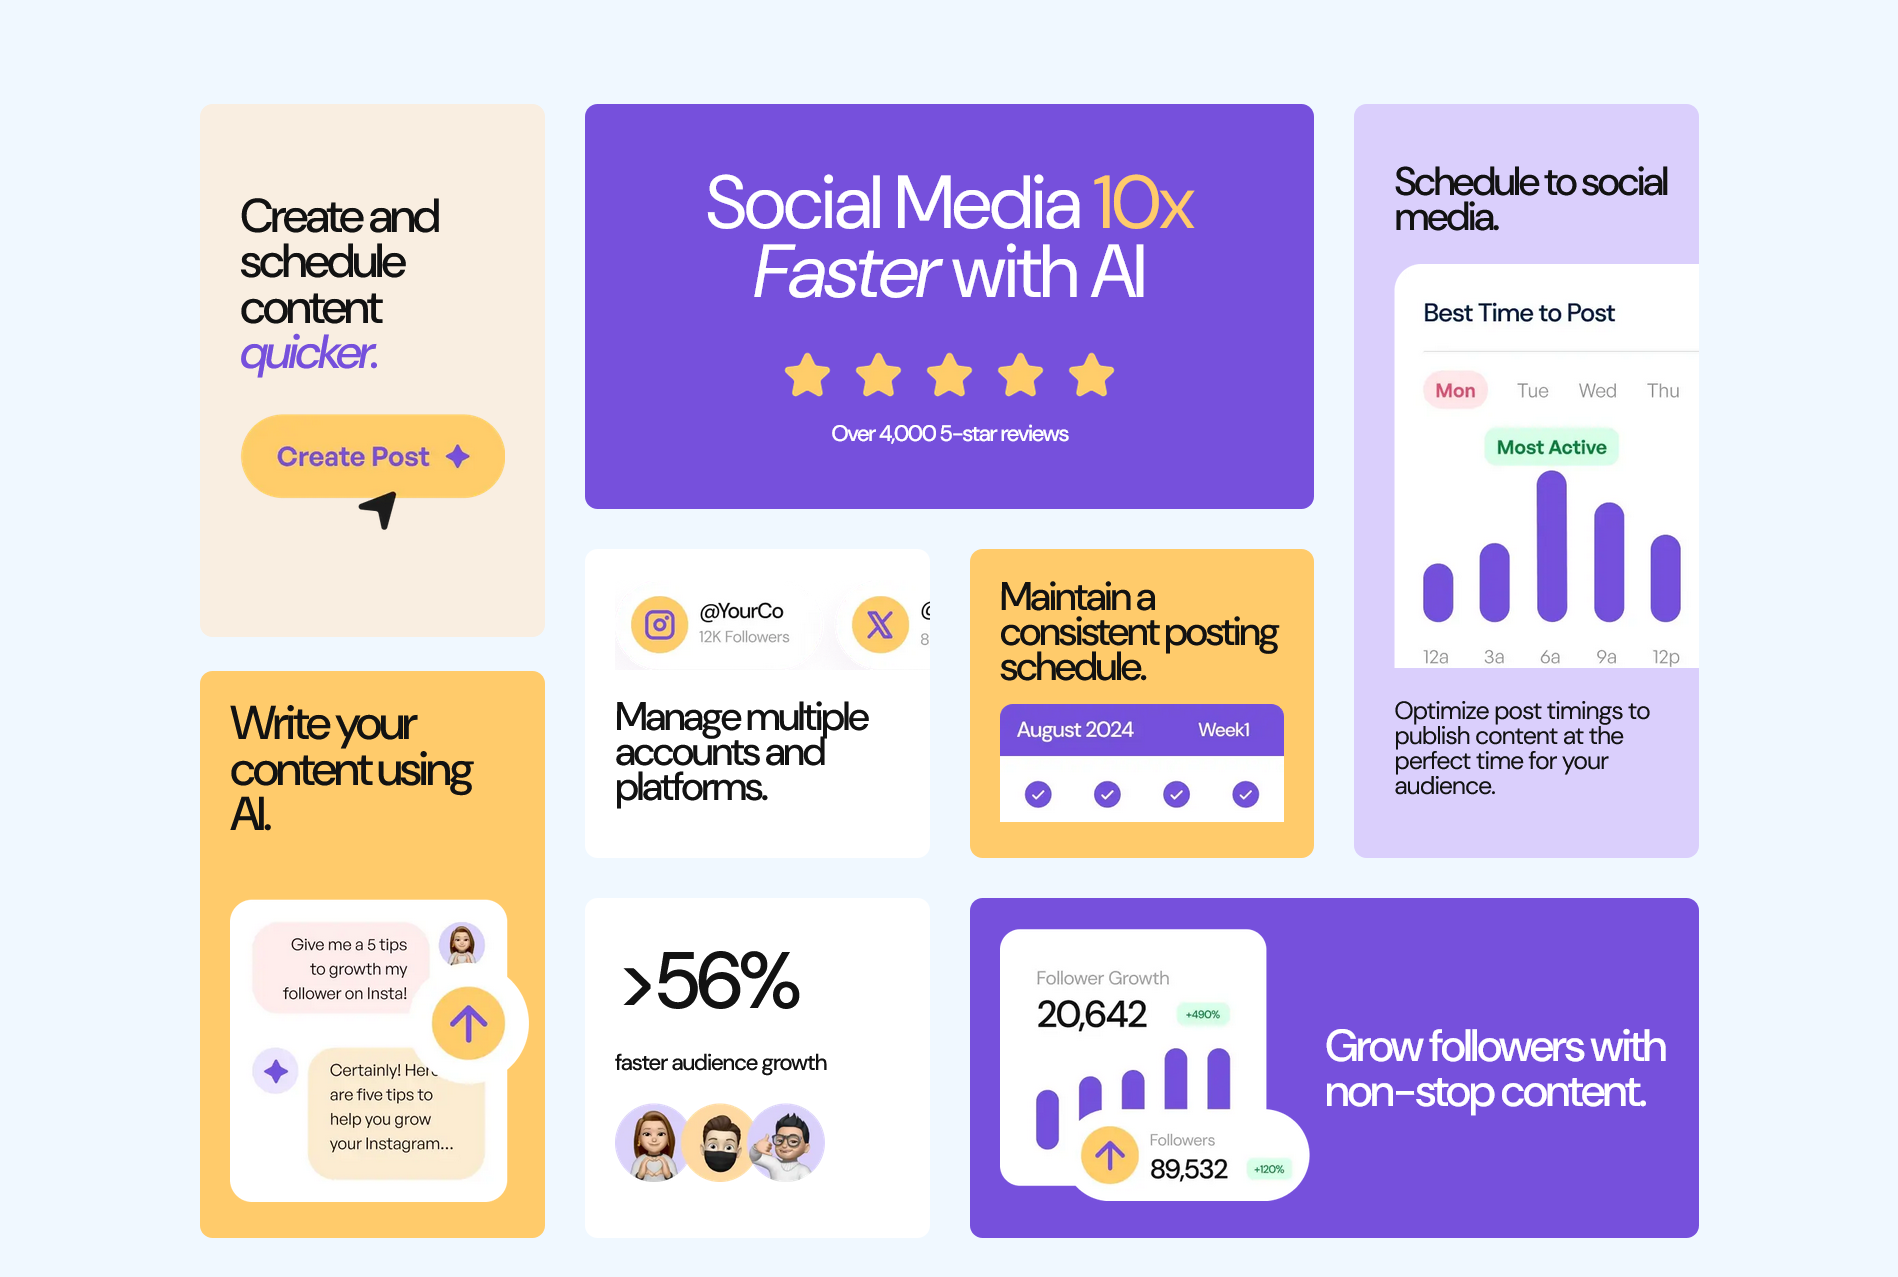 Create and
schedule
content
quicker.
Create Post
Social Media 10x
Faster with AI
Over 4,000 5-star reviews
Schedule to social
media.
Best Time to Post
Mon Tue Wed Thu
Most Active
12a 3a 6a 9a 12p
Optimize post timings to
publish content at the
perfect time for your
audience.
@YourCo
12K Followers
@
8
Manage multiple
accounts and
platforms.
Maintain a
consistent posting
schedule.
August 2024 Week1
Write your
content using
AI.
Give me a 5 tips
to growth my
follower on Insta!
Certainly! Here
are five tips to
help you grow
your Instagram...
>56%
faster audience growth
Follower Growth
20,642 +490%
Followers
89,532 +120%
Grow followers with
non-stop content.